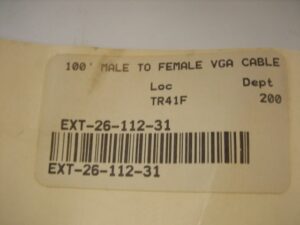 100' MALE TO FEMALE VGA CABLE
Loc Dept
TR41F 200
EXT-26-112-31
EXT-26-112-31